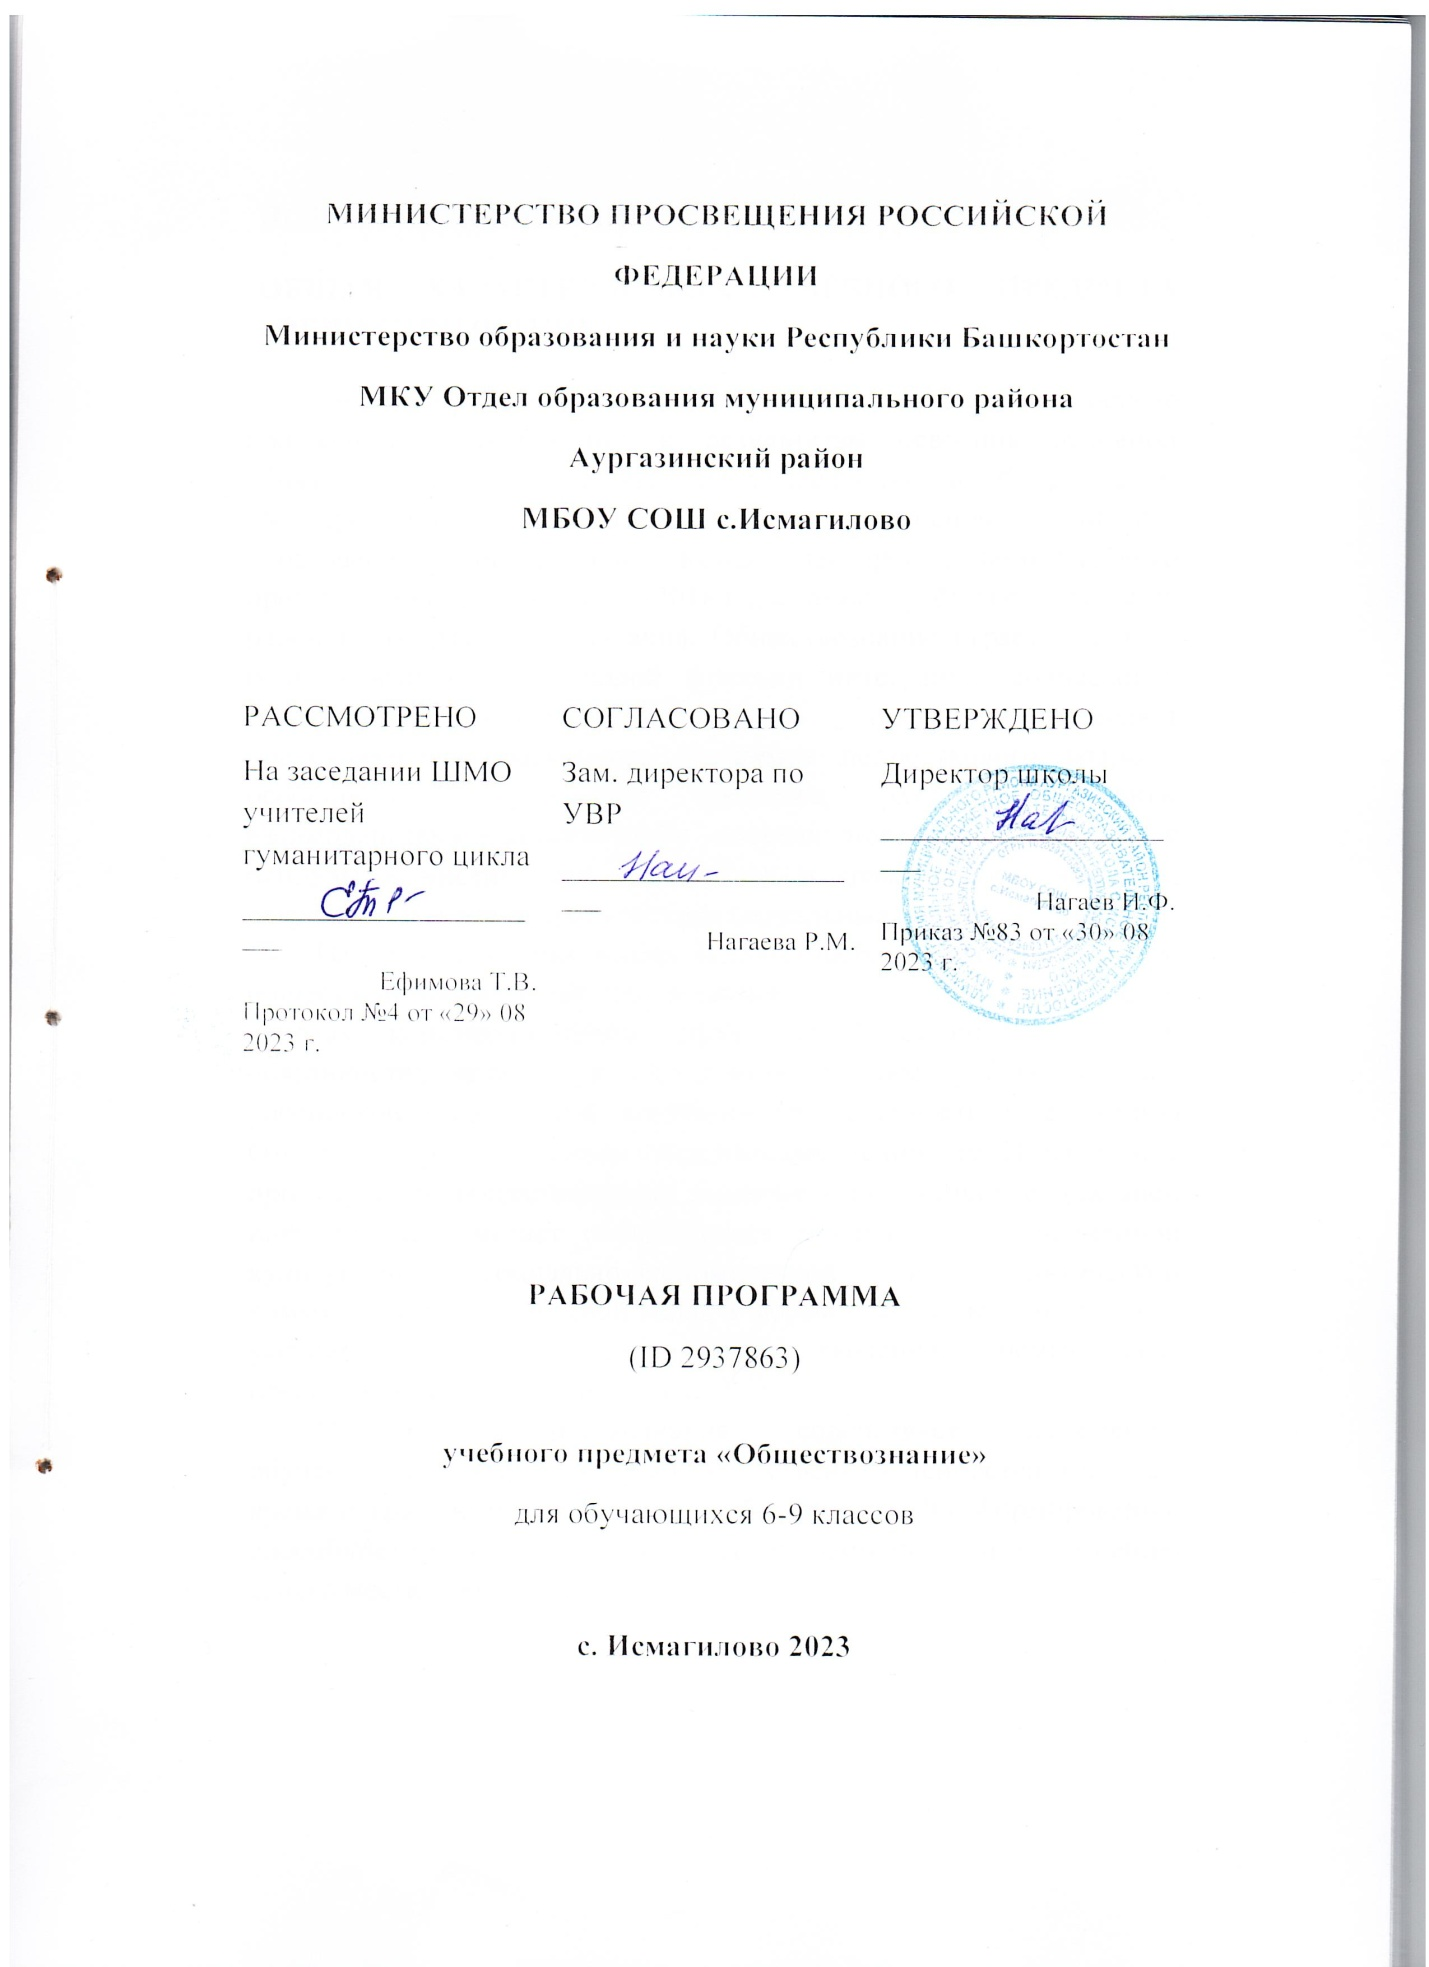 МИНИСТЕРСТВО ПРОСВЕЩЕНИЯ РОССИЙСКОЙ
ФЕДЕРАЦИИ
Министерство образования и науки Республики Башкортостан
МКУ Отдел образования муниципального района
Аургазинский район
МБОУ СОШ с.Исмагилово
РАССМОТРЕНО
На заседании ШМО
учителей
гуманитарного цикла
Ефимова Т.В.
Протокол №4 от «29» 08
2023 г.
СОГЛАСОВАНО
Зам. директора по
УВР
Нагаева Р.М.
УТВЕРЖДЕНО
Директор школы
Нагаев И.Ф.
Приказ №83 от «30» 08
2023 г.
РАБОЧАЯ ПРОГРАММА
(ID 2937863)
учебного предмета «Обществознание»
для обучающихся 6-9 классов
с. Исмагилово 2023